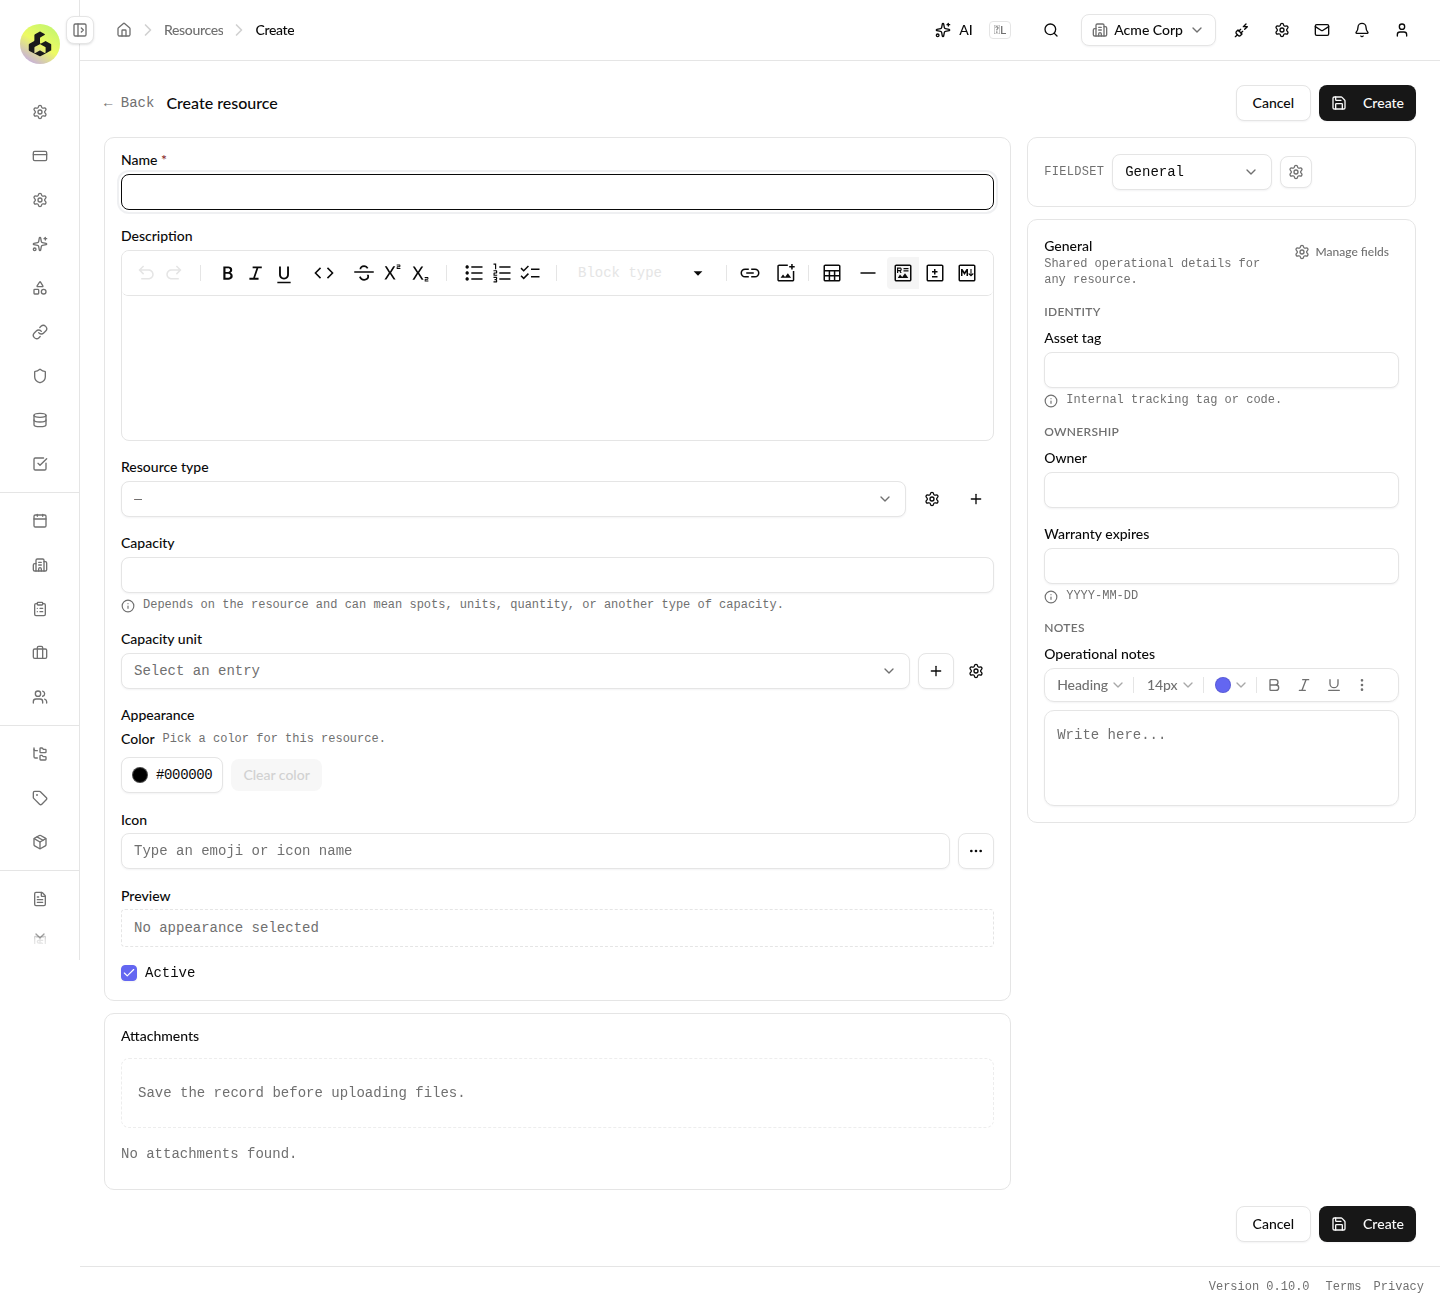 Resources
Create
AI
L
Acme Corp
← Back
Create resource
Cancel
Create
Name *
Description
Block type
Resource type
—
Capacity
Depends on the resource and can mean spots, units, quantity, or another type of capacity.
Capacity unit
Select an entry
Appearance
Color Pick a color for this resource.
#000000
Clear color
Icon
Type an emoji or icon name
Preview
No appearance selected
Active
Attachments
Save the record before uploading files.
No attachments found.
FIELDSET
General
General
Manage fields
Shared operational details for
any resource.
IDENTITY
Asset tag
Internal tracking tag or code.
OWNERSHIP
Owner
Warranty expires
YYYY-MM-DD
NOTES
Operational notes
Heading
14px
Write here...
Cancel
Create
Version 0.10.0 Terms Privacy